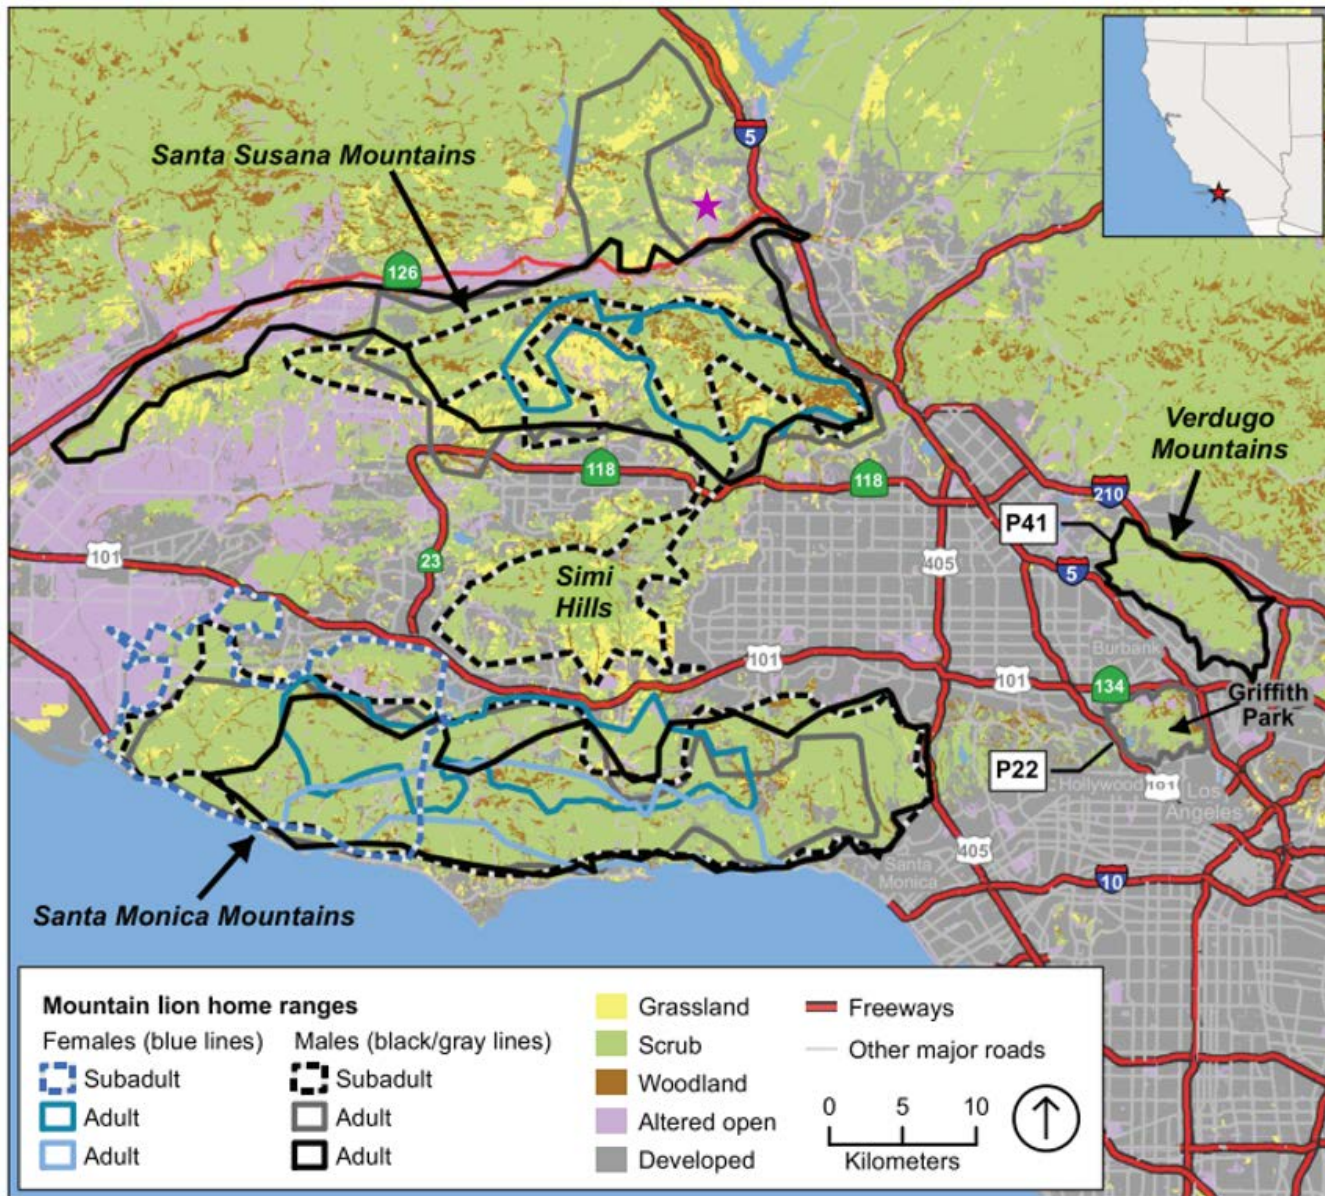 5
Santa Susana Mountains
126
Verdugo
Mountains
118
118
210
P41
101
23
405
5
Simi
Hills
Burbank
101
101
134
Griffith
Park
P22
Hollywood
101
Los
Angeles
405
Santa
Monica
10
Santa Monica Mountains
Mountain lion home ranges
Females (blue lines)
Subadult
Adult
Adult
Males (black/gray lines)
Subadult
Adult
Adult
Grassland
Scrub
Woodland
Altered open
Developed
Freeways
Other major roads
0 5 10
Kilometers